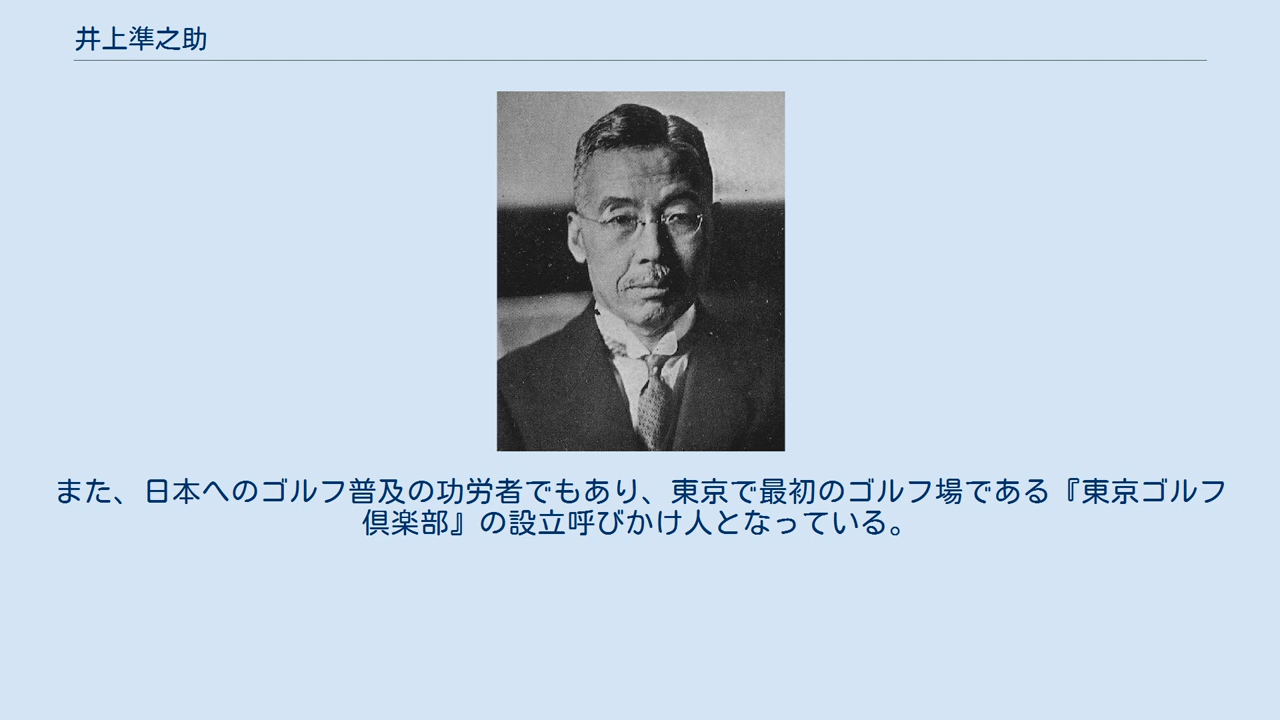 井上準之助
また、日本へのゴルフ普及の功労者でもあり、東京で最初のゴルフ場である『東京ゴルフ
倶楽部』の設立呼びかけ人となっている。